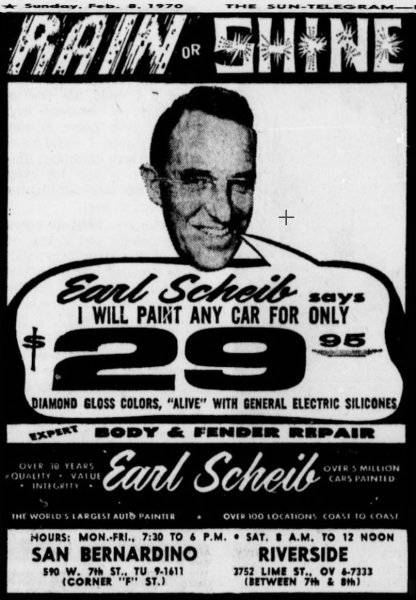 ★ Sunday, Feb. 8, 1970 THE SUN-TELEGRAM—
RAIN OR SHINE
Earl Scheib says
I WILL PAINT ANY CAR FOR ONLY
$29 95
DIAMOND GLOSS COLORS, "ALIVE" WITH GENERAL ELECTRIC SILICONES
EXPERT BODY & FENDER REPAIR
OVER 30 YEARS
QUALITY • VALUE
• INTEGRITY •
Earl Scheib
OVER 5 MILLION
CARS PAINTED
THE WORLD'S LARGEST AUTO PAINTER • OVER 100 LOCATIONS COAST TO COAST
HOURS: MON.-FRI., 7:30 TO 6 P.M. • SAT. 8 A.M. TO 12 NOON
SAN BERNARDINO
590 W. 7th ST., TU 9-1611
(CORNER "F" ST.)
RIVERSIDE
3752 LIME ST., OV 6-7333
(BETWEEN 7th & 8th)